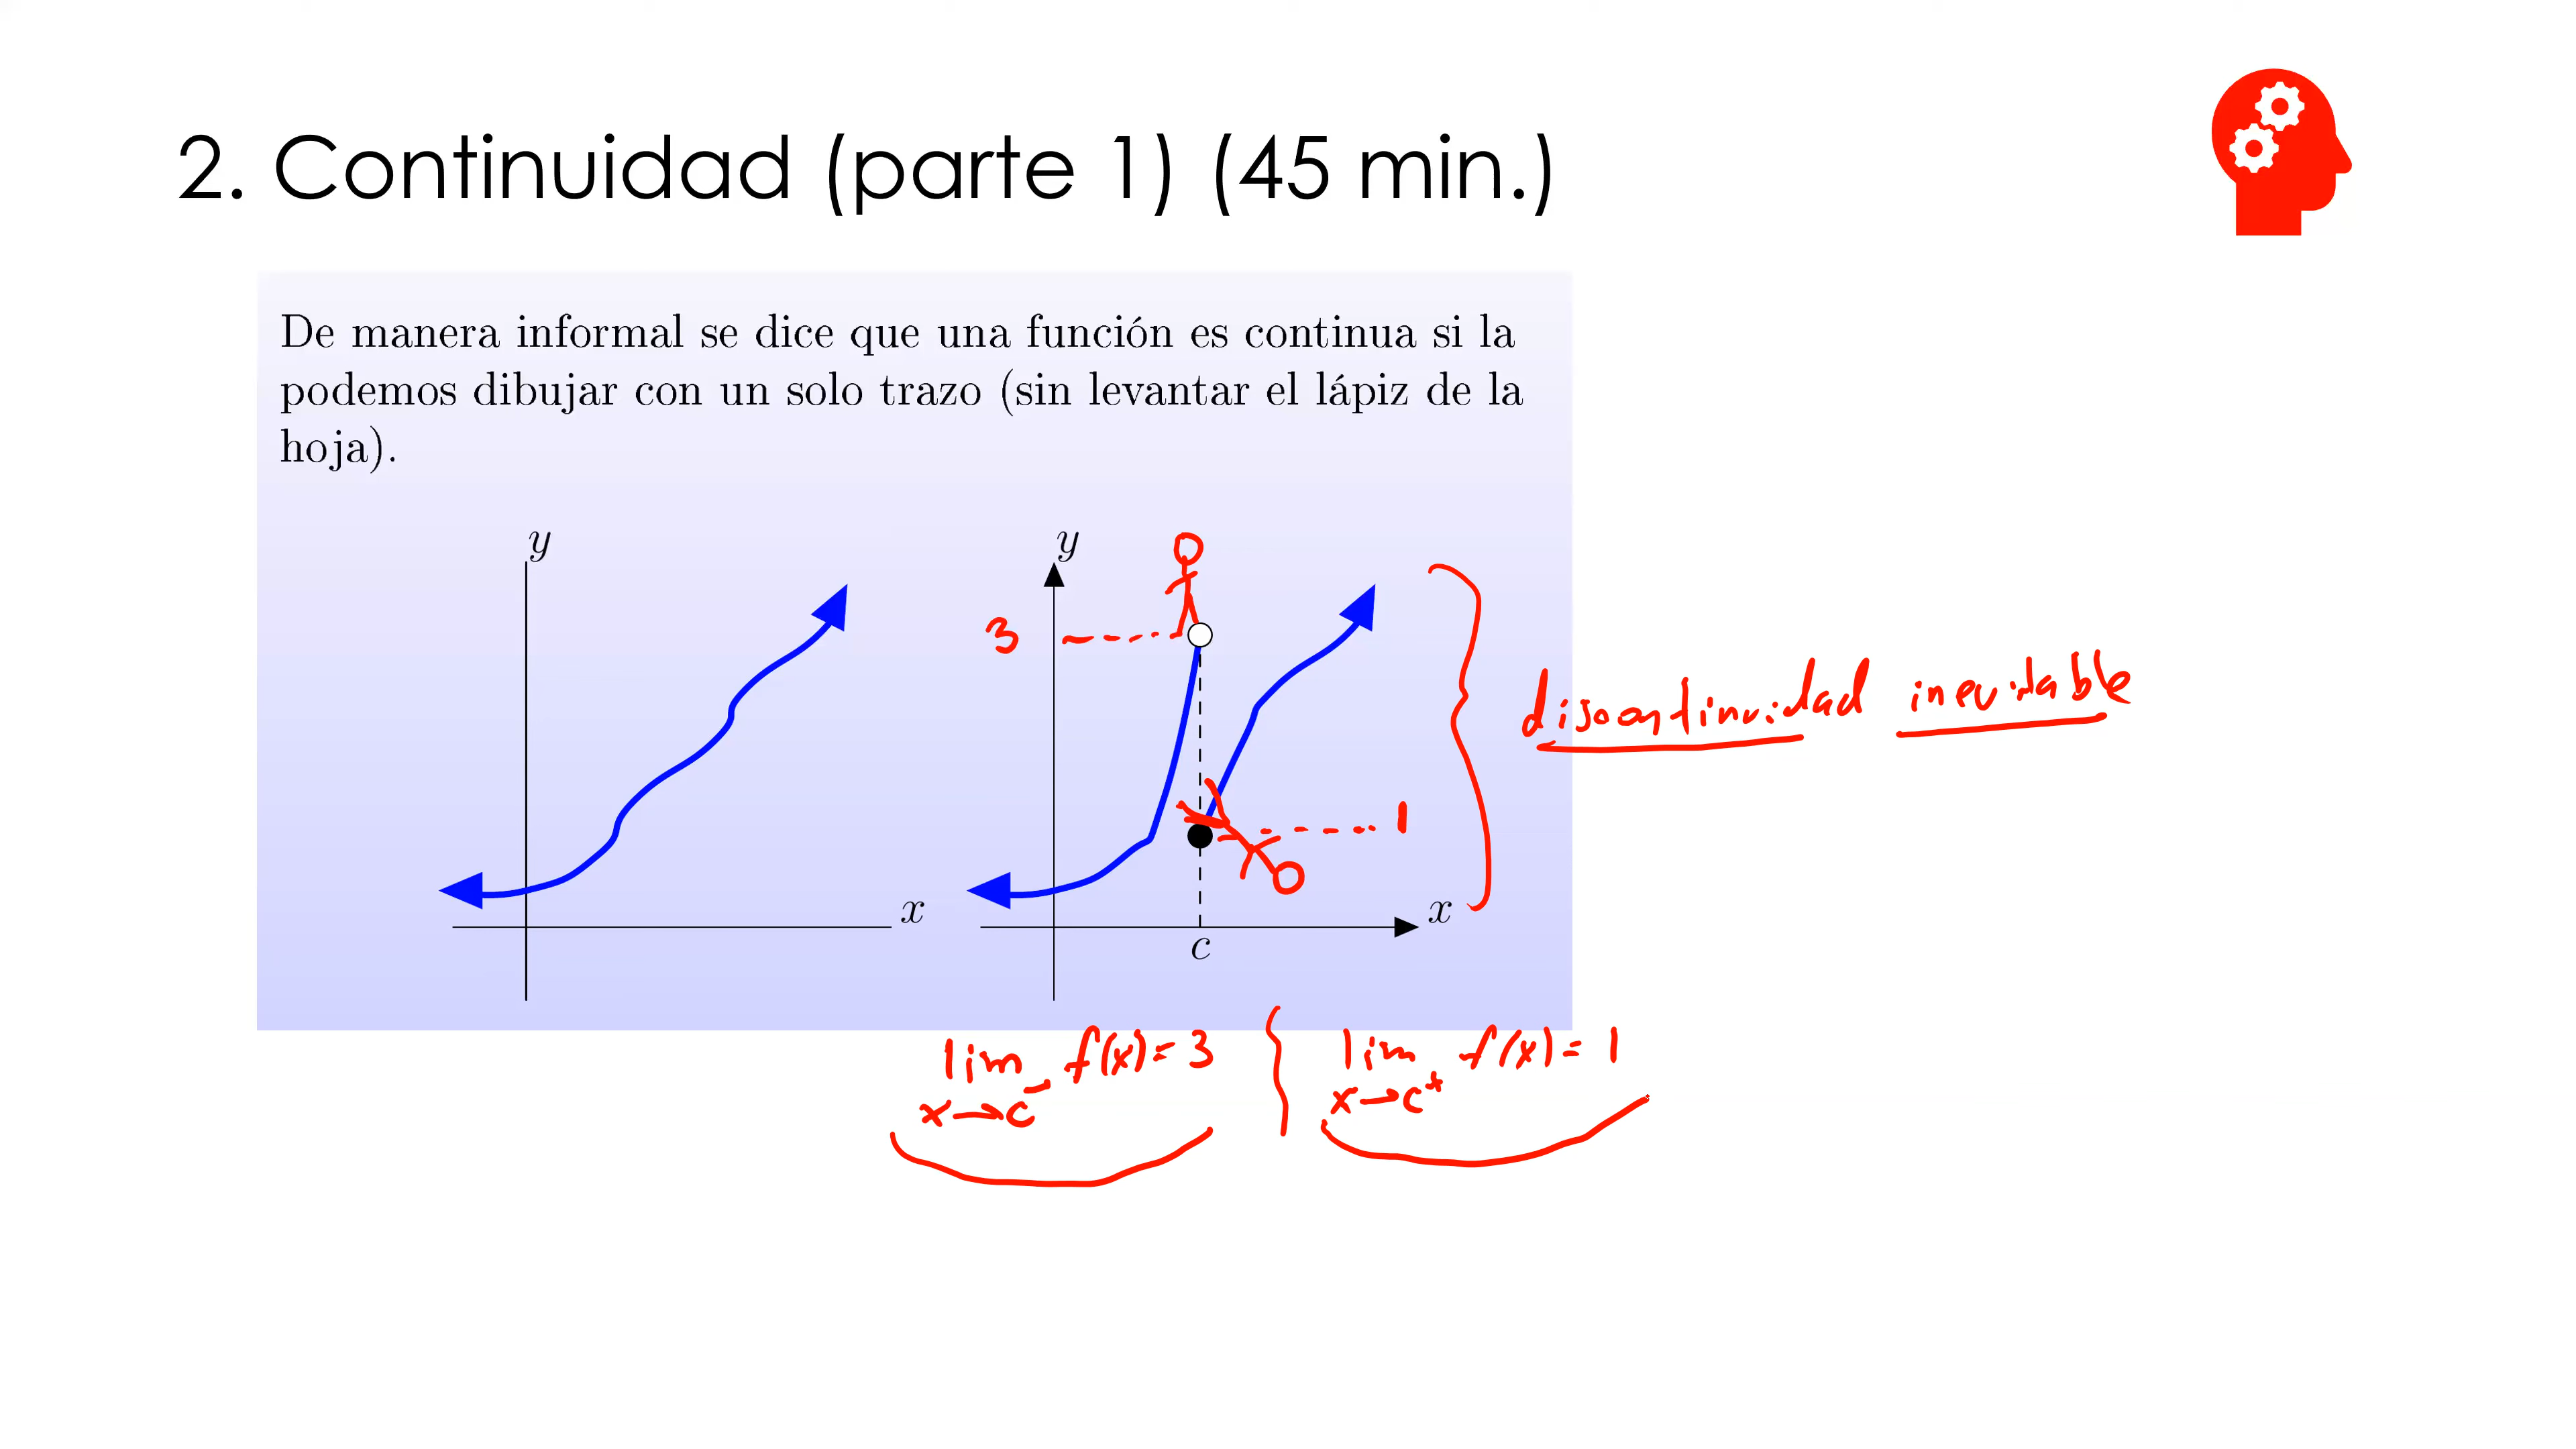 2. Continuidad (parte 1) (45 min.)
De manera informal se dice que una función es continua si la
podemos dibujar con un solo trazo (sin levantar el lápiz de la
hoja).
y
x
y
3
1
x
c
discontinuidad inevitable
lim f(x)=3
x→c⁻
lim f(x)=1
x→c⁺